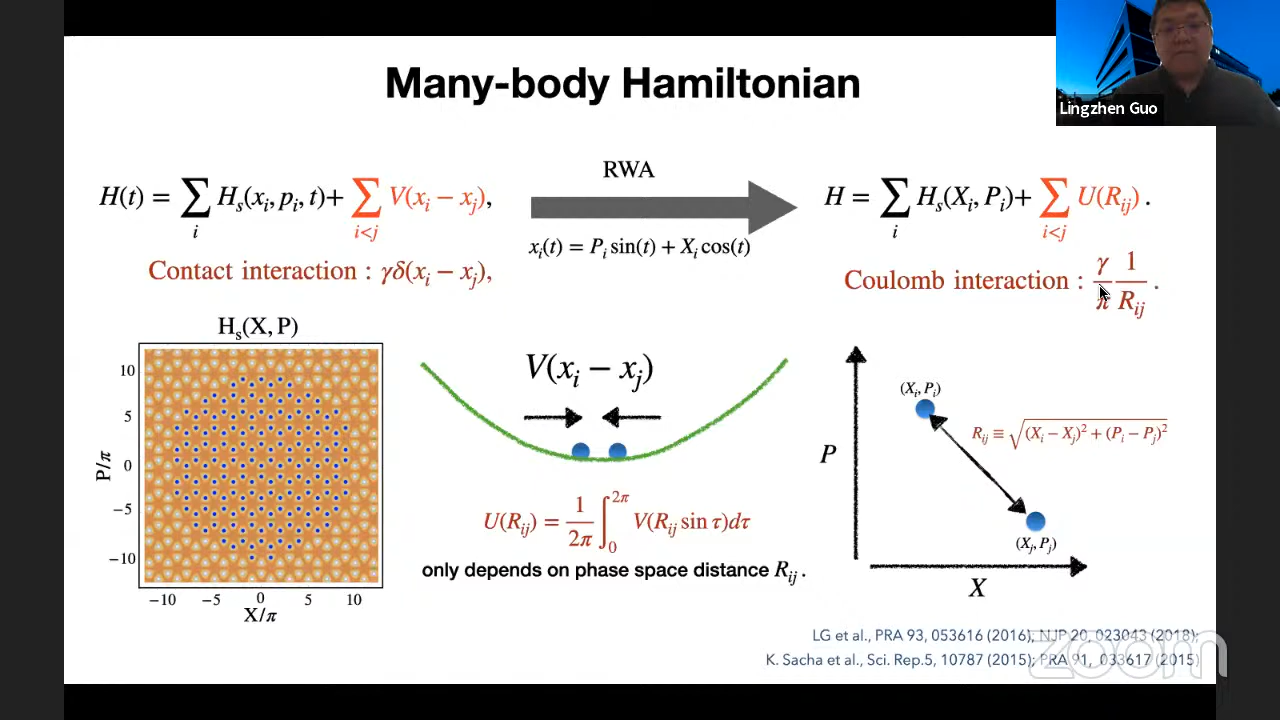 Many-body Hamiltonian
Lingzhen Guo
H(t) = ∑_i H_s(x_i, p_i, t) + ∑_{i<j} V(x_i − x_j),
RWA
x_i(t) = P_i sin(t) + X_i cos(t)
H = ∑_i H_s(X_i, P_i) + ∑_{i<j} U(R_ij) .
Contact interaction : γδ(x_i − x_j),
Coulomb interaction : γ/π 1/R_ij .
H_s(X, P)
10
5
0
−5
−10
P/π
−10 −5 0 5 10
X/π
V(x_i − x_j)
U(R_ij) = 1/2π ∫_0^{2π} V(R_ij sin τ)dτ
only depends on phase space distance R_ij .
(X_i, P_i)
R_ij ≡ √(X_i − X_j)² + (P_i − P_j)²
P
(X_j, P_j)
X
LG et al., PRA 93, 053616 (2016), NJP 20, 023043 (2018);
K. Sacha et al., Sci. Rep.5, 10787 (2015); PRA 91, 033617 (2015)
zoom